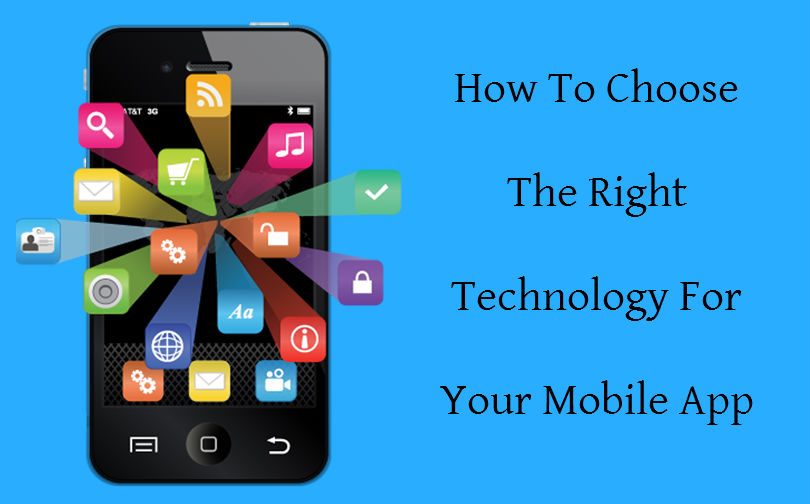 AT&T 3G
How To Choose
The Right
Technology For
Your Mobile App
Aa
i